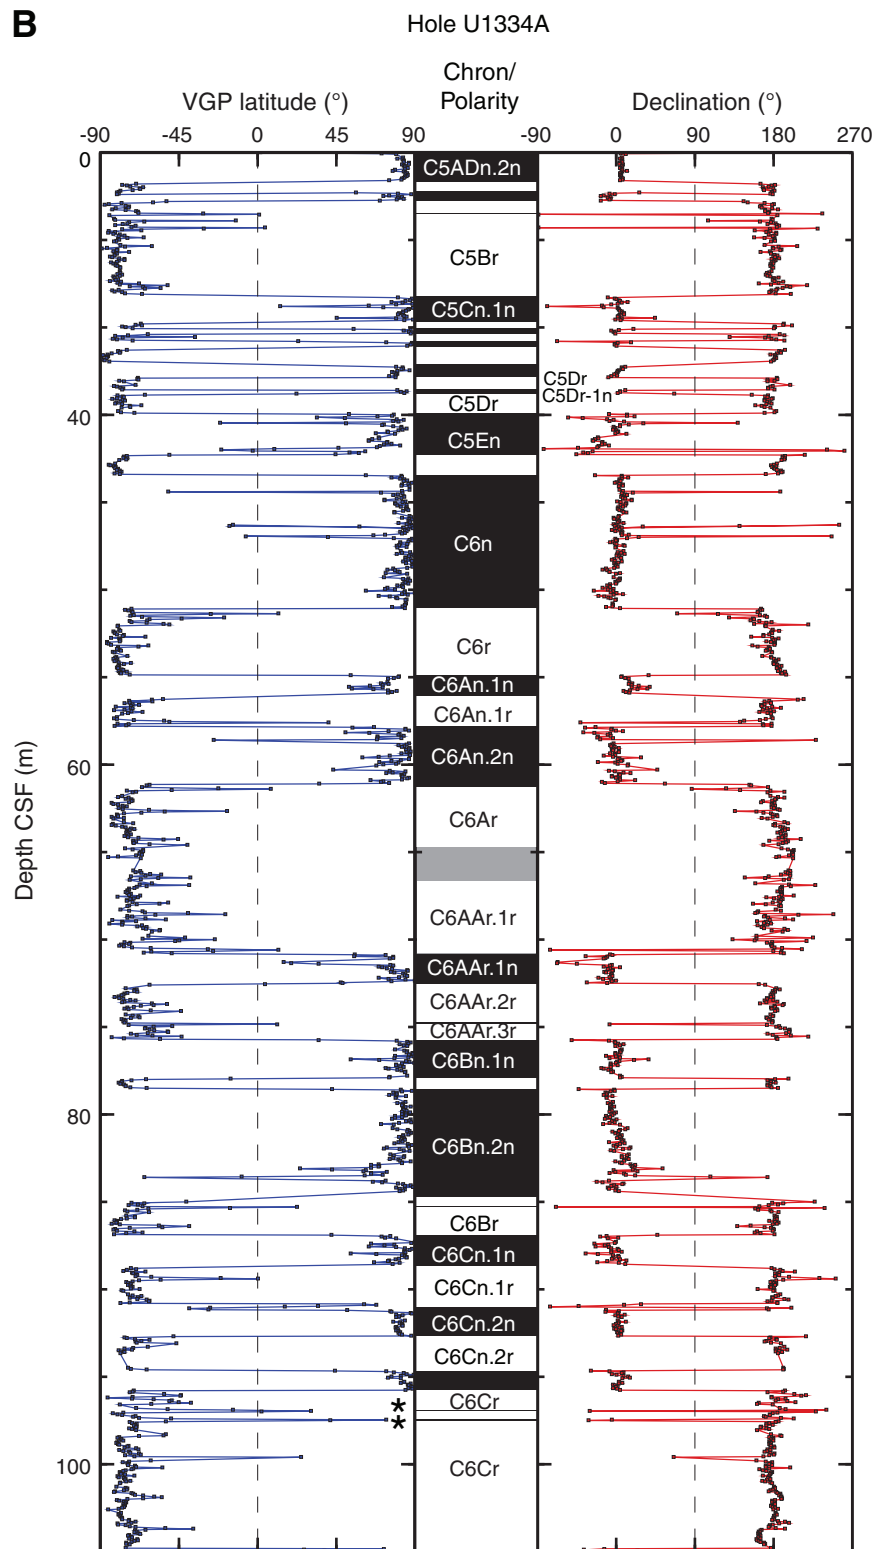 B
Hole U1334A
Chron/
Polarity
VGP latitude (°)
Declination (°)
-90 -45 0 45 90 -90 0 90 180 270
0
C5ADn.2n
C5Br
C5Cn.1n
C5Dr
C5Dr-1n
C5Dr
40
C5En
C6n
C6r
C6An.1n
C6An.1r
C6An.2n
60
C6Ar
Depth CSF (m)
C6AAr.1r
C6AAr.1n
C6AAr.2r
C6AAr.3r
C6Bn.1n
80
C6Bn.2n
C6Br
C6Cn.1n
C6Cn.1r
C6Cn.2n
C6Cn.2r
C6Cr
*
*
100
C6Cr